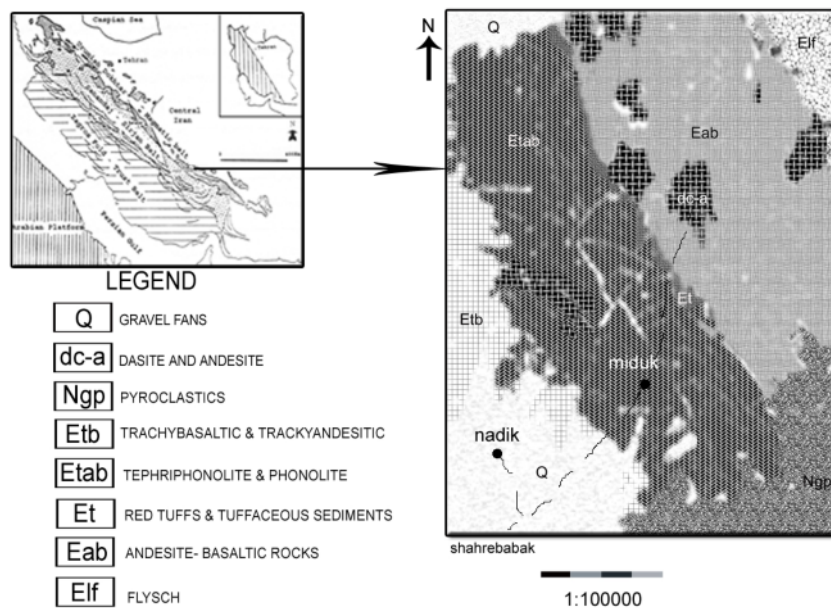 Caspian Sea
Tehran
Central
Iran
Arabian Platform
Persian Gulf
N
Q
Elf
Etab
Eab
dc-a
Et
Etb
miduk
nadik
Q
Ngp
shahrebabak
1:100000
LEGEND
Q GRAVEL FANS
dc-a DASITE AND ANDESITE
Ngp PYROCLASTICS
Etb TRACHYBASALTIC & TRACKYANDESITIC
Etab TEPHRIPHONOLITE & PHONOLITE
Et RED TUFFS & TUFFACEOUS SEDIMENTS
Eab ANDESITE- BASALTIC ROCKS
Elf FLYSCH